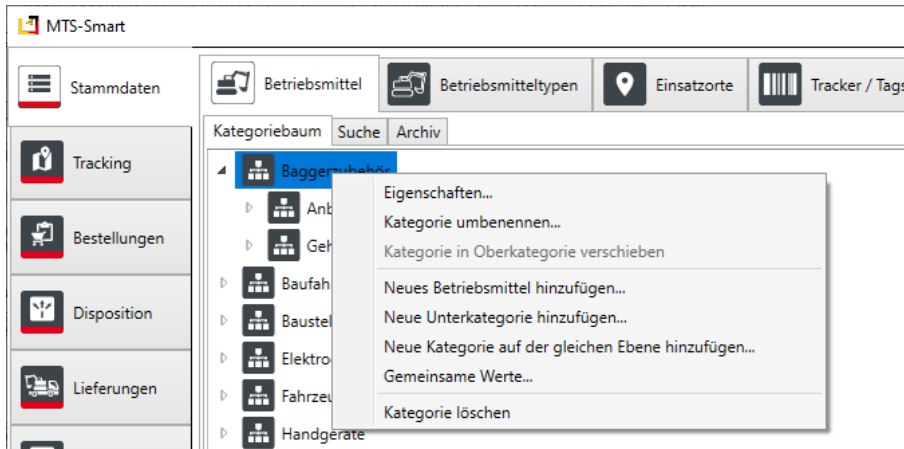 MTS-Smart
Stammdaten
Betriebsmittel
Betriebsmitteltypen
Einsatzorte
Tracker / Tags
Kategoriebaum
Suche
Archiv
Tracking
Bestellungen
Disposition
Lieferungen
Baggerzubehör
Eigenschaften...
Kategorie umbenennen...
Kategorie in Oberkategorie verschieben
Neues Betriebsmittel hinzufügen...
Neue Unterkategorie hinzufügen...
Neue Kategorie auf der gleichen Ebene hinzufügen...
Gemeinsame Werte...
Kategorie löschen
Handgeräte